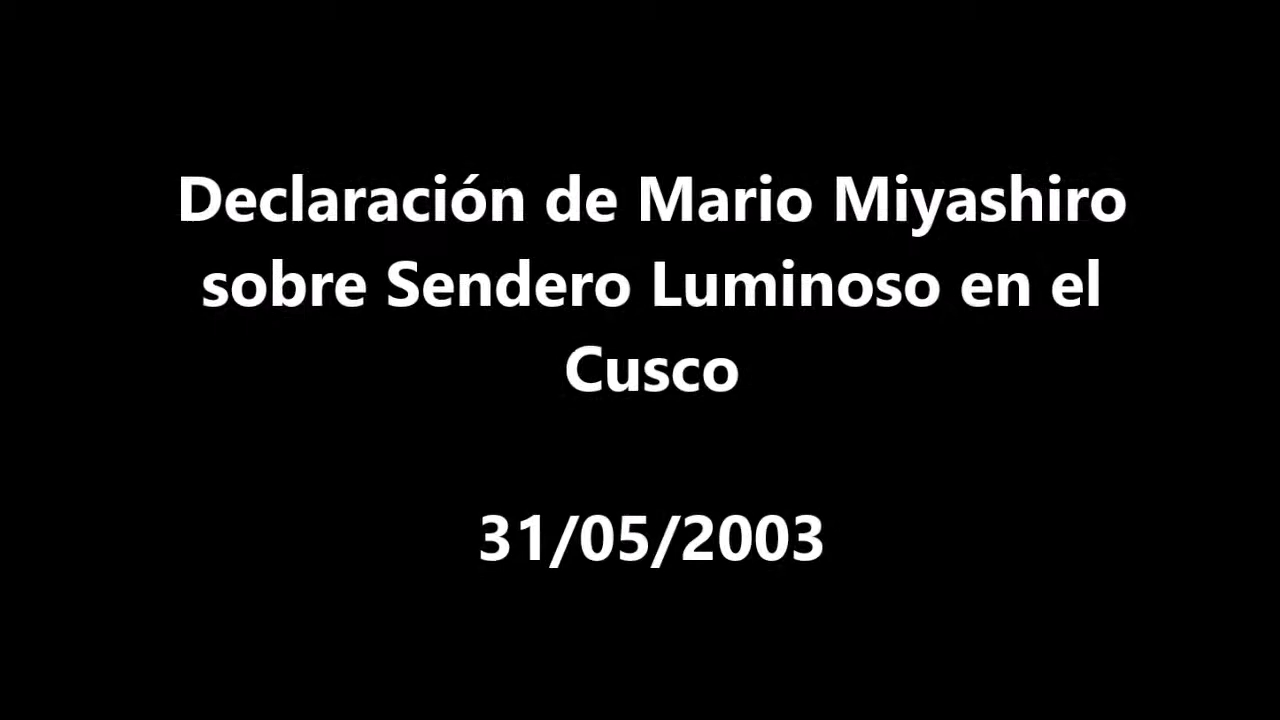 Declaración de Mario Miyashiro
sobre Sendero Luminoso en el
Cusco
31/05/2003